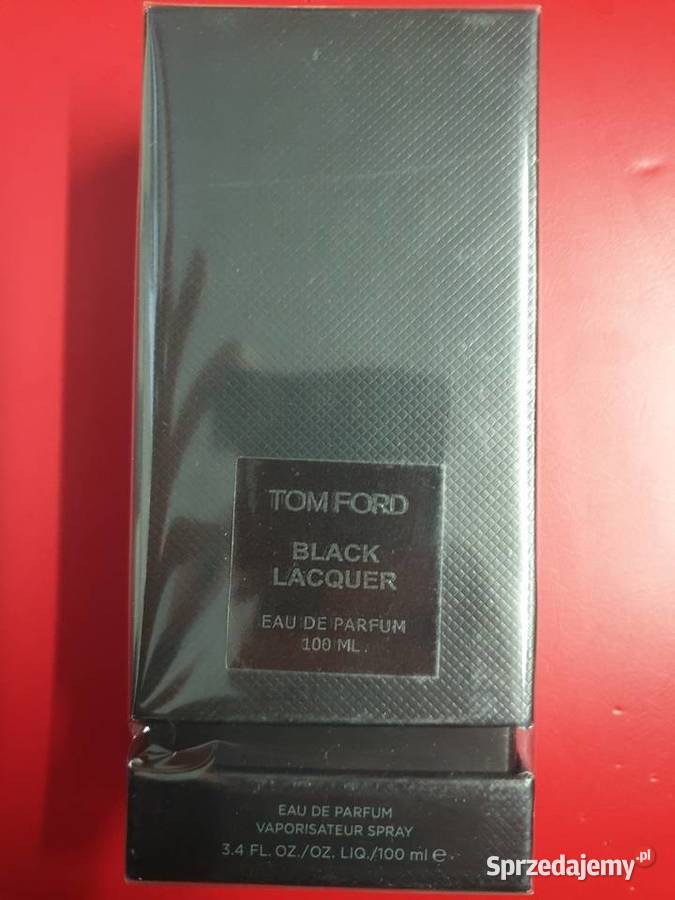 TOM FORD
BLACK
LACQUER
EAU DE PARFUM
100 ML
EAU DE PARFUM
VAPORISATEUR SPRAY
3.4 FL. OZ./OZ. LIQ./100 ml ℮
Sprzedajemy.pl